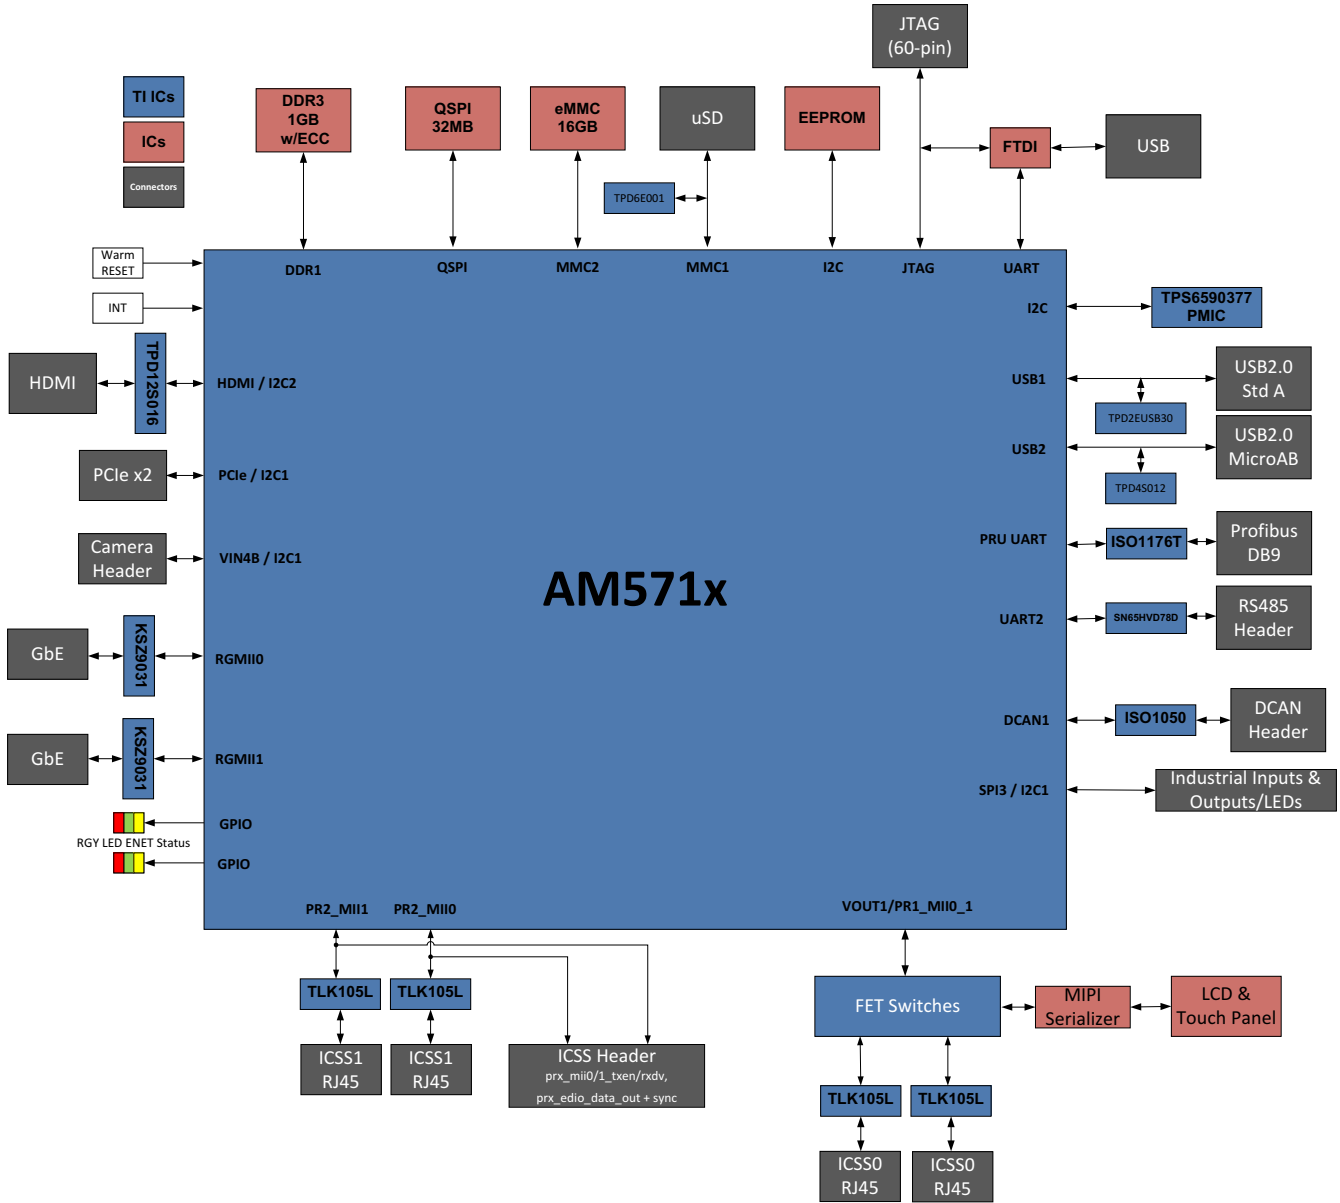 JTAG
(60-pin)
TI ICs
DDR3
1GB
w/ECC
QSPI
32MB
eMMC
16GB
uSD
EEPROM
FTDI
USB
ICs
Connectors
TPD6E001
Warm
RESET
DDR1
QSPI
MMC2
MMC1
I2C
JTAG
UART
INT
I2C
TPS6590377
PMIC
HDMI
TPD12S016
HDMI / I2C2
USB1
USB2.0
Std A
TPD2EUSB30
USB2
USB2.0
MicroAB
PCIe x2
PCIe / I2C1
TPD4S012
Camera
Header
VIN4B / I2C1
PRU UART
ISO1176T
Profibus
DB9
AM571x
UART2
SN65HVD78D
RS485
Header
GbE
KSZ9031
RGMII0
DCAN1
ISO1050
DCAN
Header
GbE
KSZ9031
RGMII1
SPI3 / I2C1
Industrial Inputs &
Outputs/LEDs
GPIO
RGY LED ENET Status
GPIO
PR2_MII1
PR2_MII0
VOUT1/PR1_MII0_1
TLK105L
TLK105L
FET Switches
MIPI
Serializer
LCD &
Touch Panel
ICSS1
RJ45
ICSS1
RJ45
ICSS Header
prx_mii0/1_txen/rxdv,
prx_edio_data_out + sync
TLK105L
TLK105L
ICSS0
RJ45
ICSS0
RJ45